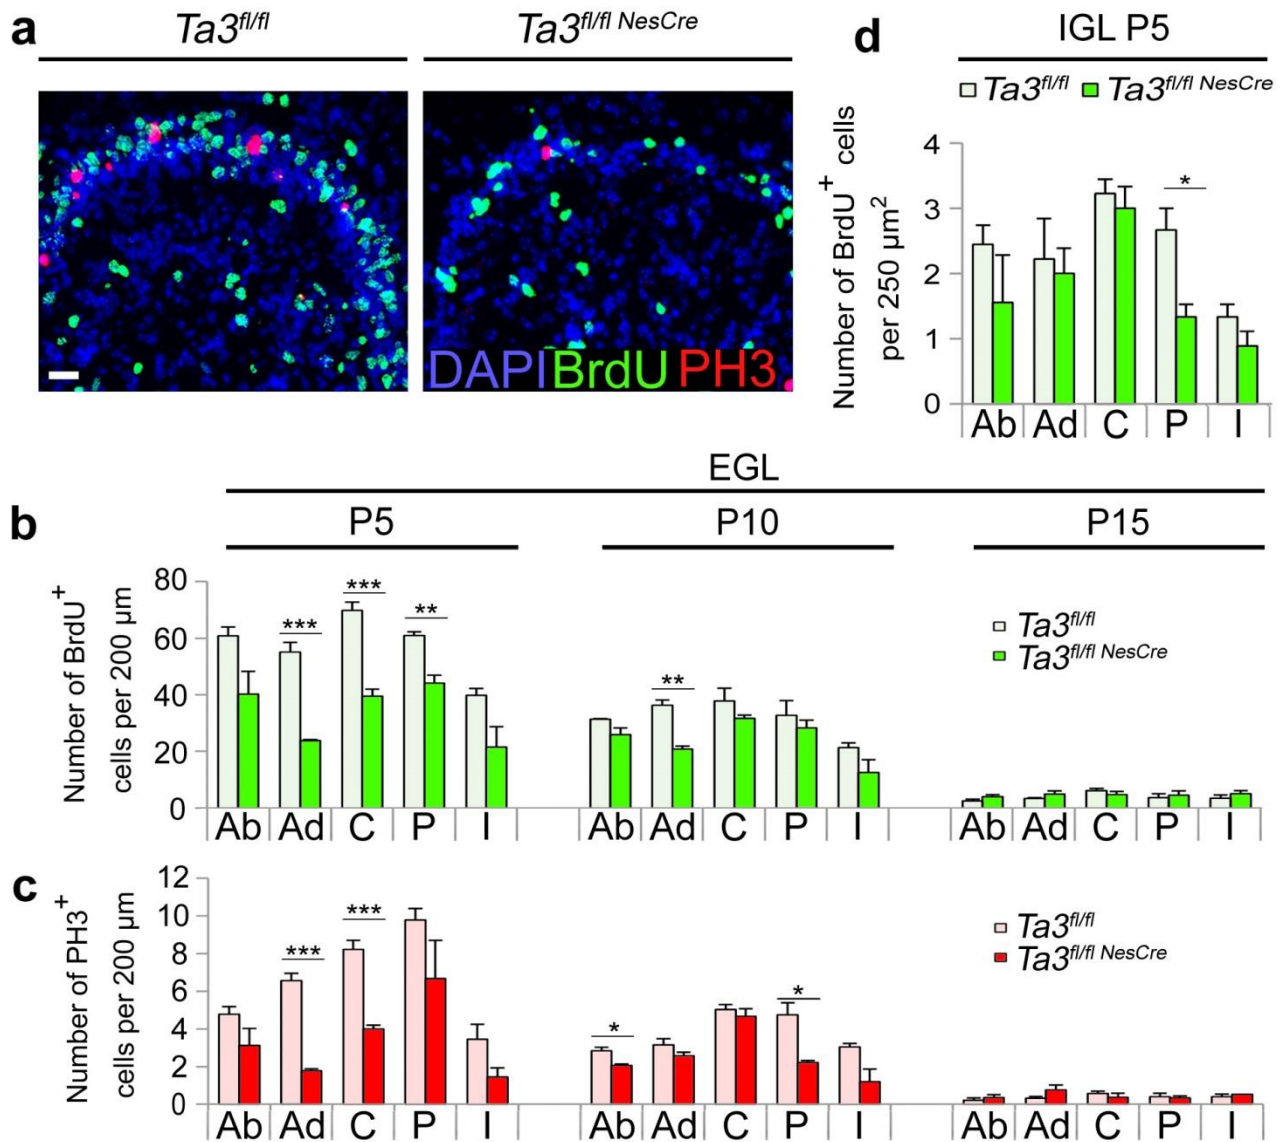 a
Ta3fl/fl
Ta3fl/fl NesCre
DAPI BrdU PH3
d
IGL P5
Ta3fl/fl
Ta3fl/fl NesCre
Number of BrdU+ cells
per 250 µm2
4
3
2
1
0
*
Ab Ad C P I
EGL
b
P5
P10
P15
Number of BrdU+
cells per 200 µm
80
60
40
20
0
***
***
**
**
Ta3fl/fl
Ta3fl/fl NesCre
Ab Ad C P I
Ab Ad C P I
Ab Ad C P I
c
Number of PH3+
cells per 200 µm
12
10
8
6
4
2
0
***
***
*
*
Ta3fl/fl
Ta3fl/fl NesCre
Ab Ad C P I
Ab Ad C P I
Ab Ad C P I